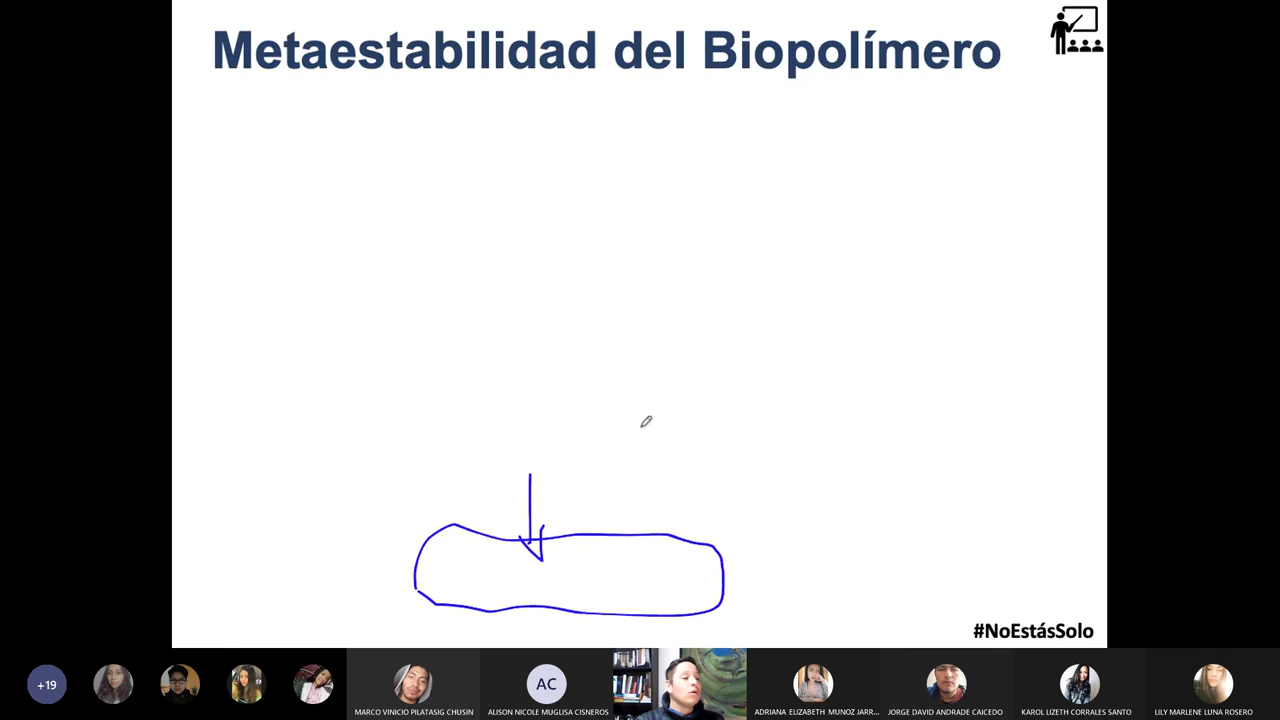 Metaestabilidad del Biopolímero
#NoEstásSolo
+19
MARCO VINICIO PILATASIG CHUSIN
AC
ALISON NICOLE MUGLISA CISNEROS
ADRIANA ELIZABETH MUNOZ JARR...
JORGE DAVID ANDRADE CAICEDO
KAROL LIZETH CORRALES SANTO
LILY MARLENE LUNA ROSERO